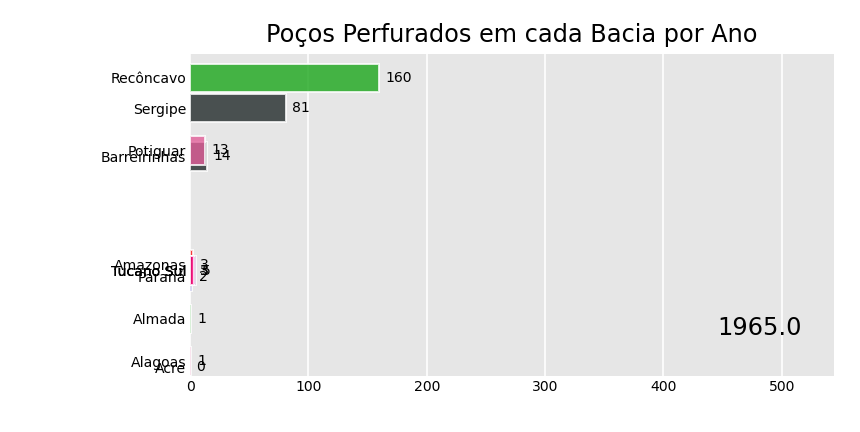 Poços Perfurados em cada Bacia por Ano
Recôncavo 160
Sergipe 81
Potiguar 13
Barreirinhas 14
Amazonas 3
Tucano Sul
Paraná 2
Almada 1
1965.0
Alagoas 1
Acre 0
0 100 200 300 400 500